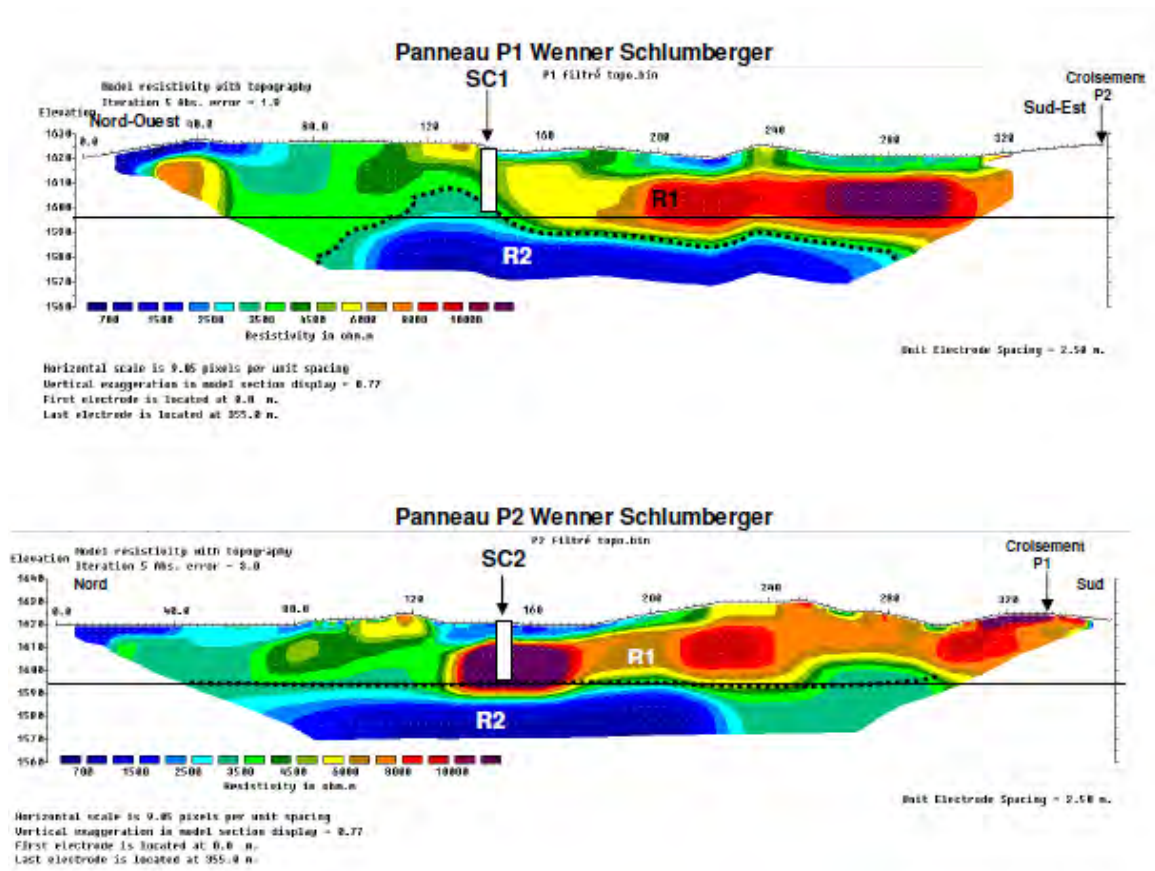 Panneau P1 Wenner Schlumberger
SC1
P1 Filtré topo.bin
Croisement
P2
Model resistivity with topography
Iteration 5 Abs. error = 1.9
Elevation
Nord-Ouest
Sud-Est
0.0 40.0 80.0 120 160 200 240 280 320
1630
1620
1610
1600
1590
1580
1570
1560
R1
R2
700 1500 2500 3500 4500 6000 8000 10000
Resistivity in ohm.m
Unit Electrode Spacing = 2.50 m.
Horizontal scale is 9.05 pixels per unit spacing
Vertical exaggeration in model section display = 0.77
First electrode is located at 0.0 m.
Last electrode is located at 355.0 m.
Panneau P2 Wenner Schlumberger
P2 Filtré topo.bin
SC2
Croisement
P1
Elevation
Model resistivity with topography
Iteration 5 Abs. error =
Nord
Sud
0.0 40.0 80.0 120 160 200 240 280 320
1640
1630
1620
1610
1600
1590
1580
1570
1560
R1
R2
700 1500 2500 3500 4500 6000 8000 10000
Resistivity in ohm.m
Unit Electrode Spacing = 2.50 m.
Horizontal scale is 9.05 pixels per unit spacing
Vertical exaggeration in model section display = 0.77
First electrode is located at 0.0 m.
Last electrode is located at 355.0 m.